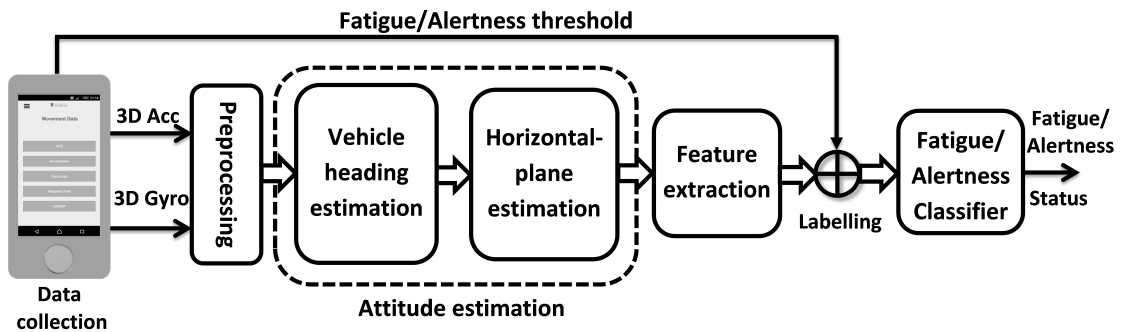 Fatigue/Alertness threshold
3D Acc
3D Gyro
Movement Data
Data
collection
Preprocessing
Vehicle
heading
estimation
Horizontal-
plane
estimation
Attitude estimation
Feature
extraction
Labelling
Fatigue/
Alertness
Classifier
Fatigue/
Alertness
Status